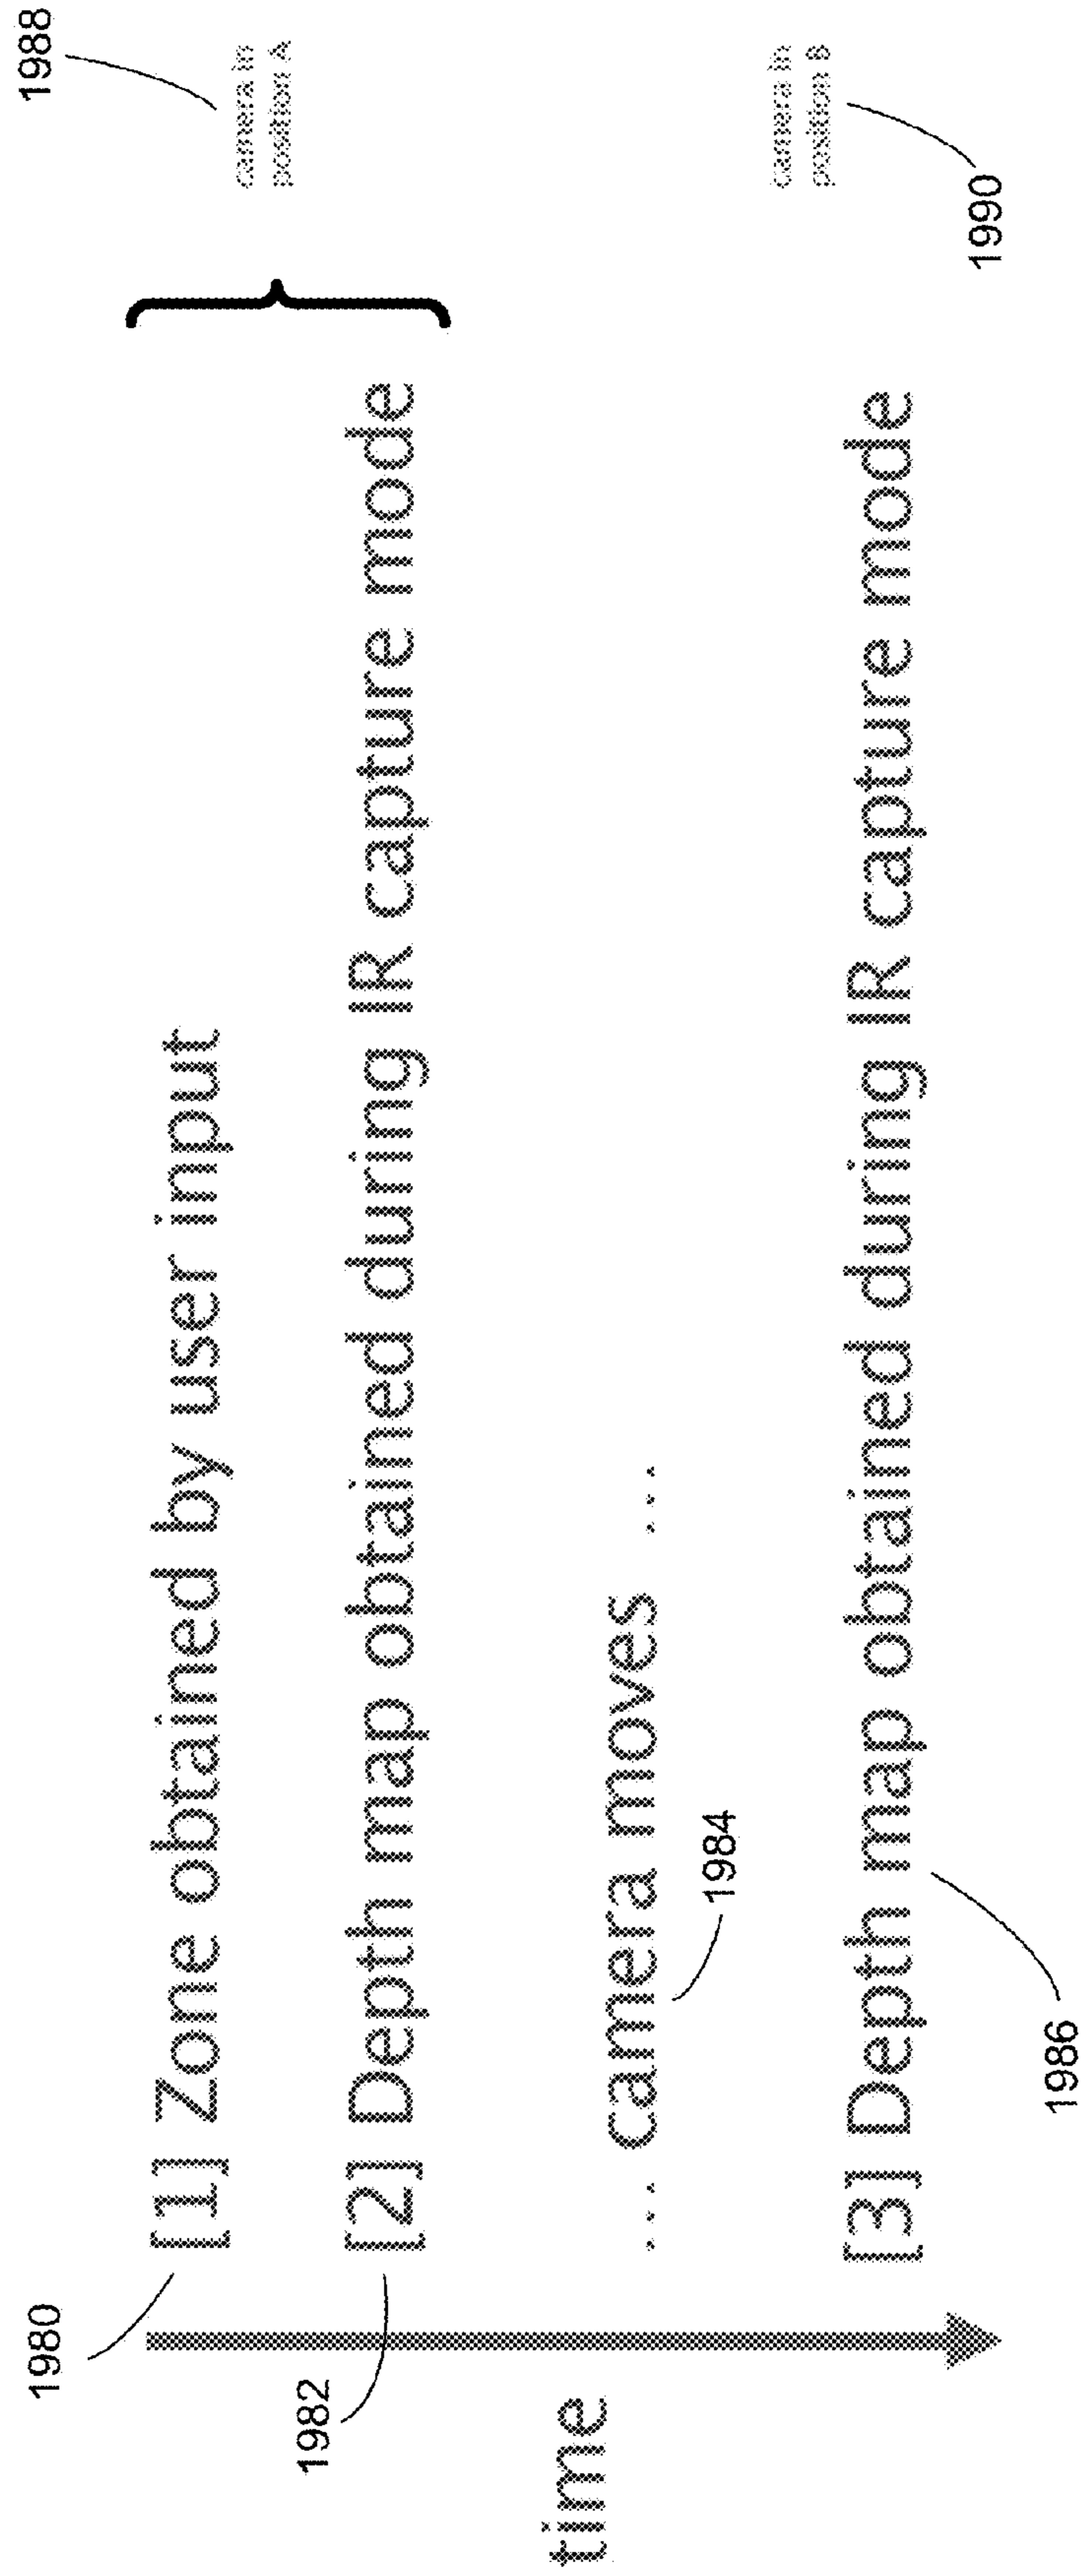 1988
1980
[1] Zone obtained by user input
camera in
position A
1982
[2] Depth map obtained during IR capture mode
time
... camera moves ...
1984
camera in
position B
[3] Depth map obtained during IR capture mode
1990
1986